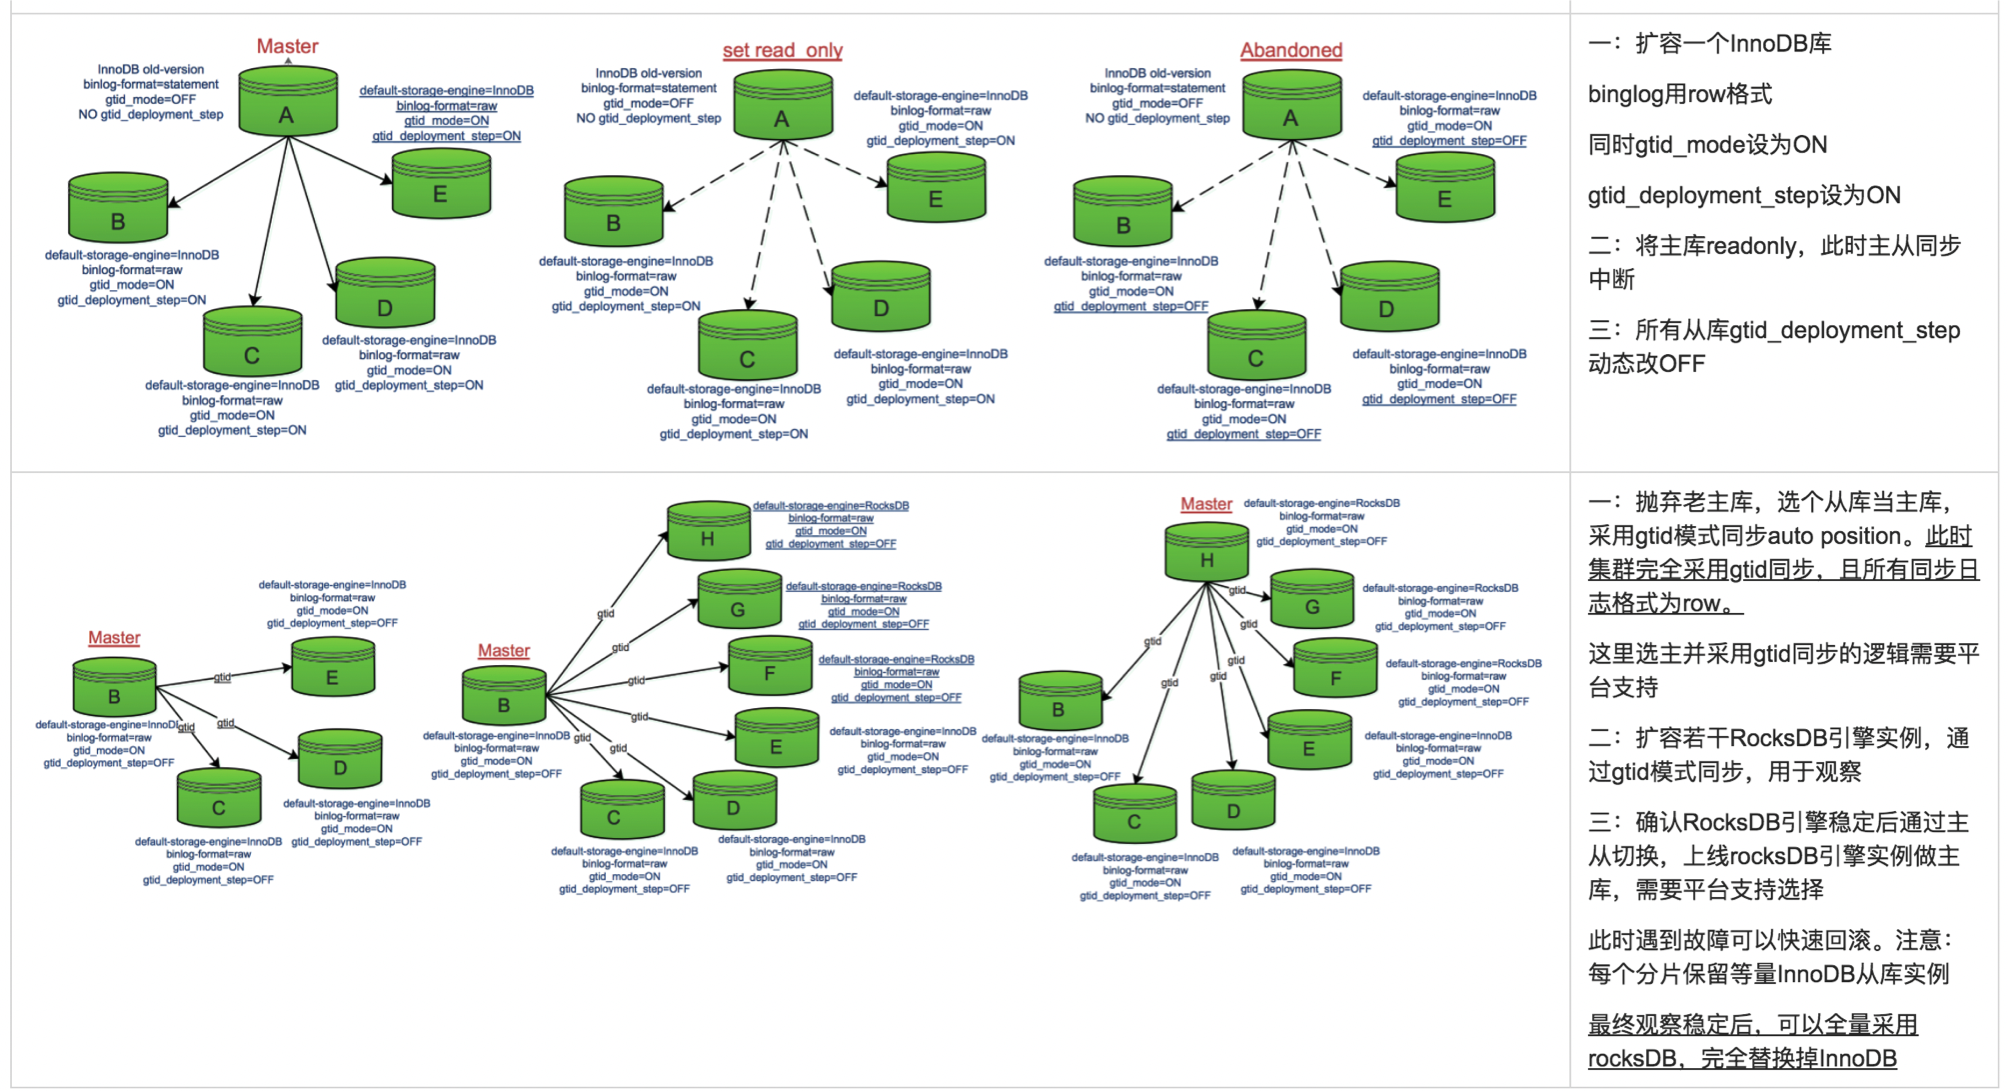 Master
InnoDB old-version
binlog-format=statement
gtid_mode=OFF
NO gtid_deployment_step
A
default-storage-engine=InnoDB
binlog-format=raw
gtid_mode=ON
gtid_deployment_step=ON
E
B
default-storage-engine=InnoDB
binlog-format=raw
gtid_mode=ON
gtid_deployment_step=ON
D
default-storage-engine=InnoDB
binlog-format=raw
gtid_mode=ON
gtid_deployment_step=ON
C
default-storage-engine=InnoDB
binlog-format=raw
gtid_mode=ON
gtid_deployment_step=ON
set read_only
InnoDB old-version
binlog-format=statement
gtid_mode=OFF
NO gtid_deployment_step
A
default-storage-engine=InnoDB
binlog-format=raw
gtid_mode=ON
gtid_deployment_step=ON
E
B
default-storage-engine=InnoDB
binlog-format=raw
gtid_mode=ON
gtid_deployment_step=ON
D
default-storage-engine=InnoDB
binlog-format=raw
gtid_mode=ON
gtid_deployment_step=ON
C
default-storage-engine=InnoDB
binlog-format=raw
gtid_mode=ON
gtid_deployment_step=ON
Abandoned
InnoDB old-version
binlog-format=statement
gtid_mode=OFF
NO gtid_deployment_step
A
default-storage-engine=InnoDB
binlog-format=raw
gtid_mode=ON
gtid_deployment_step=OFF
E
B
default-storage-engine=InnoDB
binlog-format=raw
gtid_mode=ON
gtid_deployment_step=OFF
D
default-storage-engine=InnoDB
binlog-format=raw
gtid_mode=ON
gtid_deployment_step=OFF
C
default-storage-engine=InnoDB
binlog-format=raw
gtid_mode=ON
gtid_deployment_step=OFF
一：扩容一个InnoDB库
binglog用row格式
同时gtid_mode设为ON
gtid_deployment_step设为ON
二：将主库readonly，此时主从同步
中断
三：所有从库gtid_deployment_step
动态改OFF
default-storage-engine=InnoDB
binlog-format=raw
gtid_mode=ON
gtid_deployment_step=OFF
Master
E
B
gtid
gtid
gtid
default-storage-engine=InnoDB
binlog-format=raw
gtid_mode=ON
gtid_deployment_step=OFF
D
default-storage-engine=InnoDB
binlog-format=raw
gtid_mode=ON
gtid_deployment_step=OFF
C
default-storage-engine=InnoDB
binlog-format=raw
gtid_mode=ON
gtid_deployment_step=OFF
H
default-storage-engine=RocksDB
binlog-format=raw
gtid_mode=ON
gtid_deployment_step=OFF
gtid
G
default-storage-engine=RocksDB
binlog-format=raw
gtid_mode=ON
gtid_deployment_step=OFF
gtid
Master
F
default-storage-engine=RocksDB
binlog-format=raw
gtid_mode=ON
gtid_deployment_step=OFF
gtid
B
default-storage-engine=InnoDB
binlog-format=raw
gtid_mode=ON
gtid_deployment_step=OFF
gtid
E
default-storage-engine=InnoDB
binlog-format=raw
gtid_mode=ON
gtid_deployment_step=OFF
gtid
gtid
C
default-storage-engine=InnoDB
binlog-format=raw
gtid_mode=ON
gtid_deployment_step=OFF
D
default-storage-engine=InnoDB
binlog-format=raw
gtid_mode=ON
gtid_deployment_step=OFF
Master
default-storage-engine=RocksDB
binlog-format=raw
gtid_mode=ON
gtid_deployment_step=OFF
H
gtid
G
default-storage-engine=RocksDB
binlog-format=raw
gtid_mode=ON
gtid_deployment_step=OFF
gtid
gtid
F
default-storage-engine=RocksDB
binlog-format=raw
gtid_mode=ON
gtid_deployment_step=OFF
gtid
gtid
gtid
B
default-storage-engine=InnoDB
binlog-format=raw
gtid_mode=ON
gtid_deployment_step=OFF
E
default-storage-engine=InnoDB
binlog-format=raw
gtid_mode=ON
gtid_deployment_step=OFF
C
default-storage-engine=InnoDB
binlog-format=raw
gtid_mode=ON
gtid_deployment_step=OFF
D
default-storage-engine=InnoDB
binlog-format=raw
gtid_mode=ON
gtid_deployment_step=OFF
一：抛弃老主库，选个从库当主库，
采用gtid模式同步auto position。此时
集群完全采用gtid同步，且所有同步日
志格式为row。
这里选主并采用gtid同步的逻辑需要平
台支持
二：扩容若干RocksDB引擎实例，通
过gtid模式同步，用于观察
三：确认RocksDB引擎稳定后通过主
从切换，上线rocksDB引擎实例做主
库，需要平台支持选择
此时遇到故障可以快速回滚。注意：
每个分片保留等量InnoDB从库实例
最终观察稳定后，可以全量采用
rocksDB，完全替换掉InnoDB